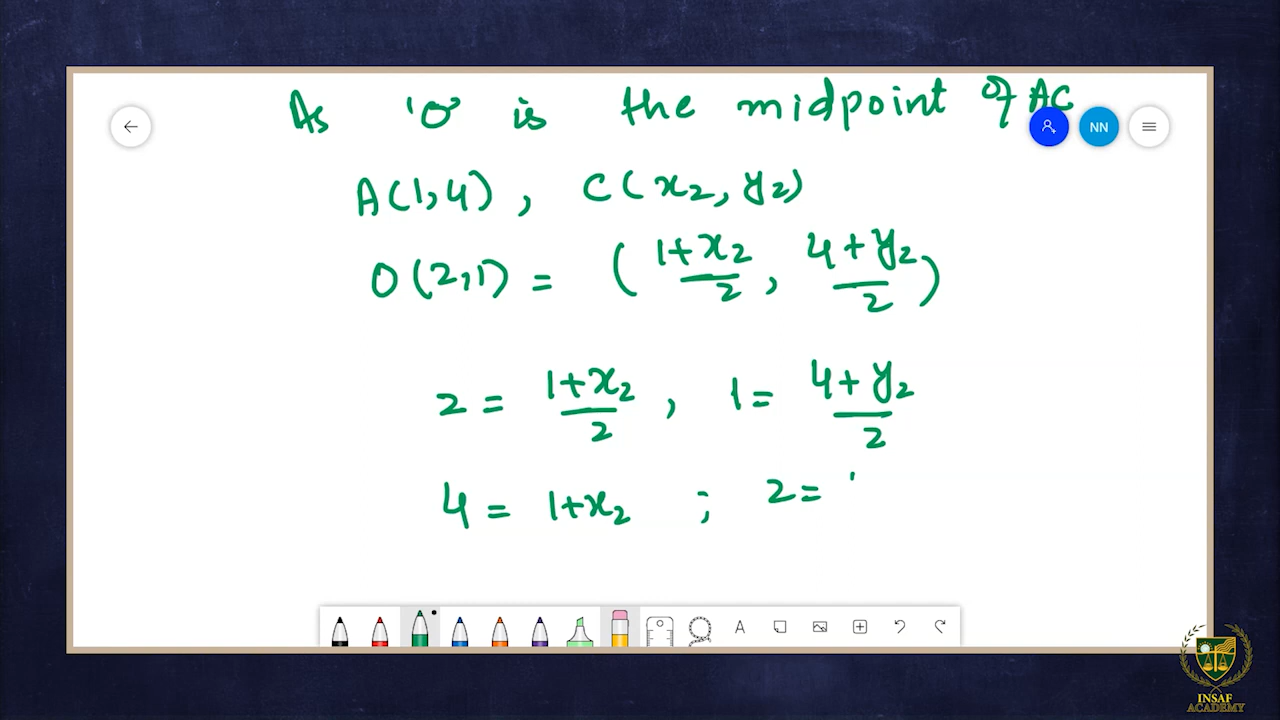 As 'O' is the midpoint of AC
NN
A(1,4), C(x₂, y₂)
O(2,1) = (1+x₂/2, 4+y₂/2)
2 = 1+x₂/2, 1 = 4+y₂/2
4 = 1+x₂ ; 2 =
A
INSAF
ACADEMY